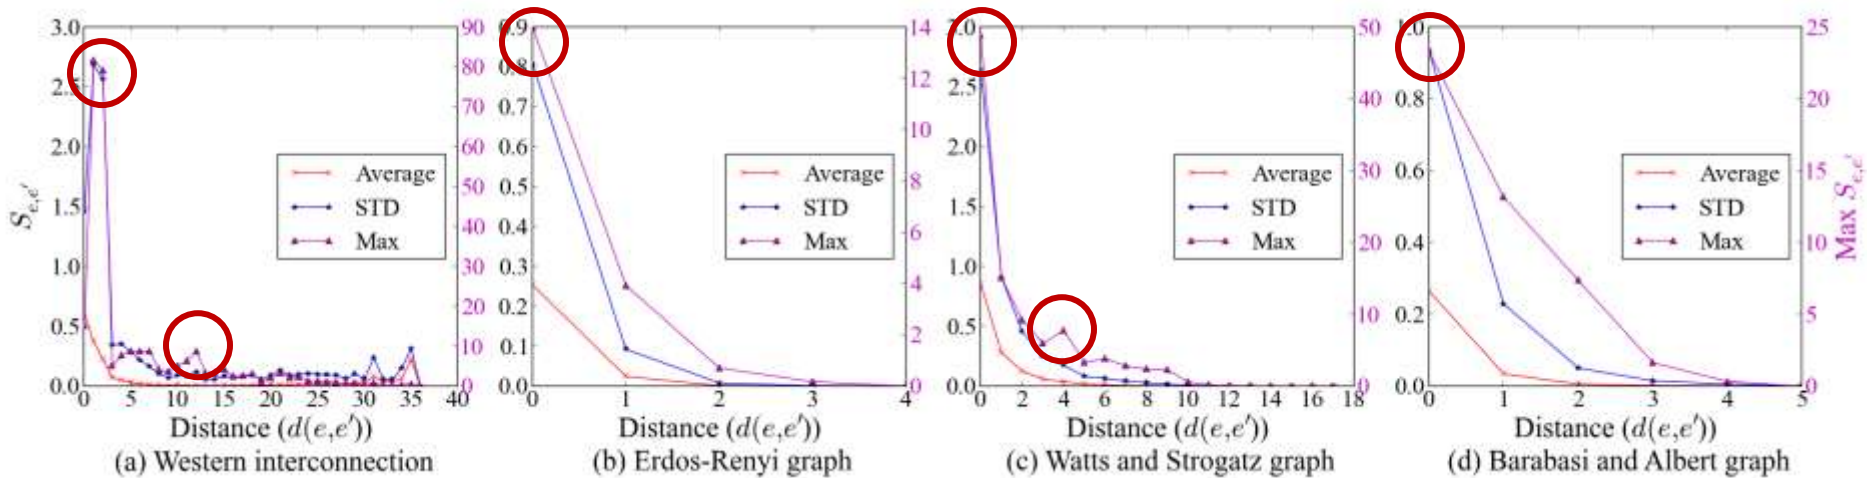 3.0
2.5
2.0
1.5
1.0
0.5
0.0
S_{e,e'}
90
80
70
60
50
40
30
20
10
0
Average
STD
Max
0 5 10 15 20 25 30 35 40
Distance (d(e,e′))
(a) Western interconnection
0.9
0.8
0.7
0.6
0.5
0.4
0.3
0.2
0.1
0.0
14
12
10
8
6
4
2
0
Average
STD
Max
0 1 2 3 4
Distance (d(e,e′))
(b) Erdos-Renyi graph
3.0
2.5
2.0
1.5
1.0
0.5
0.0
50
40
30
20
10
0
Average
STD
Max
0 2 4 6 8 10 12 14 16 18
Distance (d(e,e′))
(c) Watts and Strogatz graph
1.0
0.8
0.6
0.4
0.2
0.0
25
20
15
10
5
0
Max S_{e,e'}
Average
STD
Max
0 1 2 3 4 5
Distance (d(e,e′))
(d) Barabasi and Albert graph